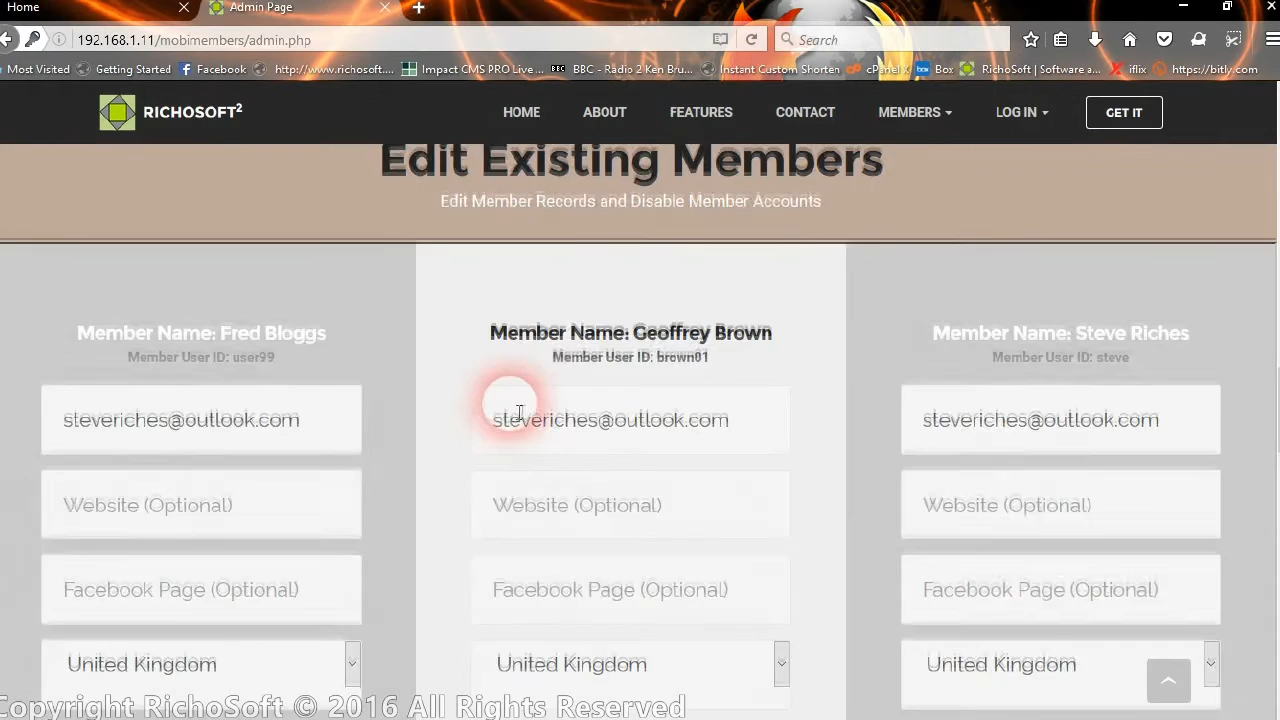 Home
Admin Page
192.168.1.11/mobimembers/admin.php
Search
Most Visited
Getting Started
Facebook
http://www.richosoft....
Impact CMS PRO Live ...
BBC - Radio 2 Ken Bru...
Instant Custom Shorten
cPanel X
Box
RichoSoft | Software a...
iflix
https://bitly.com
RICHOSOFT²
HOME
ABOUT
FEATURES
CONTACT
MEMBERS
LOG IN
GET IT
Edit Existing Members
Edit Member Records and Disable Member Accounts
Member Name: Fred Bloggs
Member User ID: user99
steveriches@outlook.com
Website (Optional)
Facebook Page (Optional)
United Kingdom
Member Name: Geoffrey Brown
Member User ID: brown01
steveriches@outlook.com
Website (Optional)
Facebook Page (Optional)
United Kingdom
Member Name: Steve Riches
Member User ID: steve
steveriches@outlook.com
Website (Optional)
Facebook Page (Optional)
United Kingdom
Copyright RichoSoft © 2016 All Rights Reserved